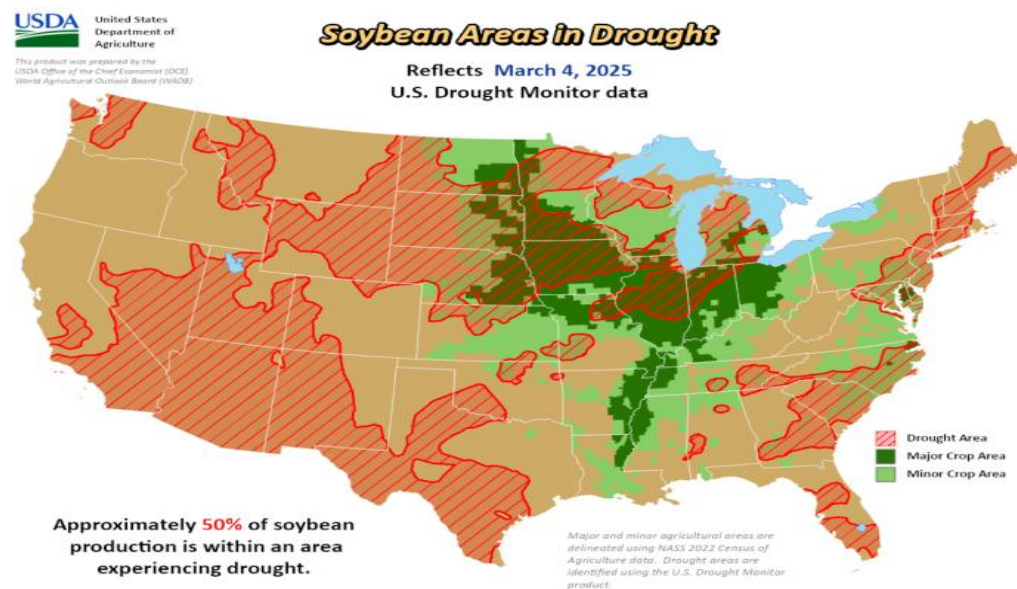 USDA
United States
Department of
Agriculture
This product was prepared by the
USDA Office of the Chief Economist (OCE)
World Agricultural Outlook Board (WAOB)
Soybean Areas in Drought
Reflects March 4, 2025
U.S. Drought Monitor data
Drought Area
Major Crop Area
Minor Crop Area
Approximately 50% of soybean
production is within an area
experiencing drought.
Major and minor agricultural areas are
delineated using NASS 2022 Census of
Agriculture data. Drought areas are
identified using the U.S. Drought Monitor
product.